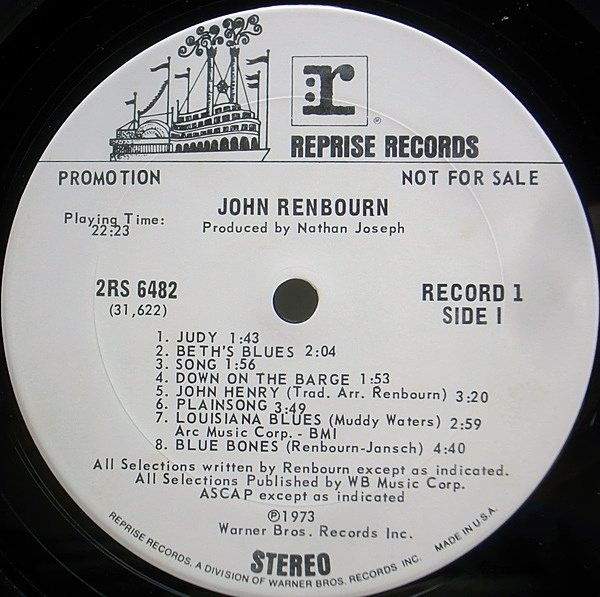 r
®
REPRISE RECORDS
PROMOTION
NOT FOR SALE
JOHN RENBOURN
Produced by Nathan Joseph
Playing Time:
22:23
2RS 6482
(31,622)
RECORD 1
SIDE I
1. JUDY 1:43
2. BETH'S BLUES 2:04
3. SONG 1:56
4. DOWN ON THE BARGE 1:53
5. JOHN HENRY (Trad. Arr. Renbourn) 3:20
6. PLAINSONG 3:49
7. LOUISIANA BLUES (Muddy Waters) 2:59
Arc Music Corp. - BMI
8. BLUE BONES (Renbourn-Jansch) 4:40
All Selections written by Renbourn except as indicated.
All Selections Published by WB Music Corp.
ASCAP except as indicated
℗1973
Warner Bros. Records Inc.
STEREO
REPRISE RECORDS, A DIVISION OF WARNER BROS. RECORDS INC. MADE IN U.S.A.